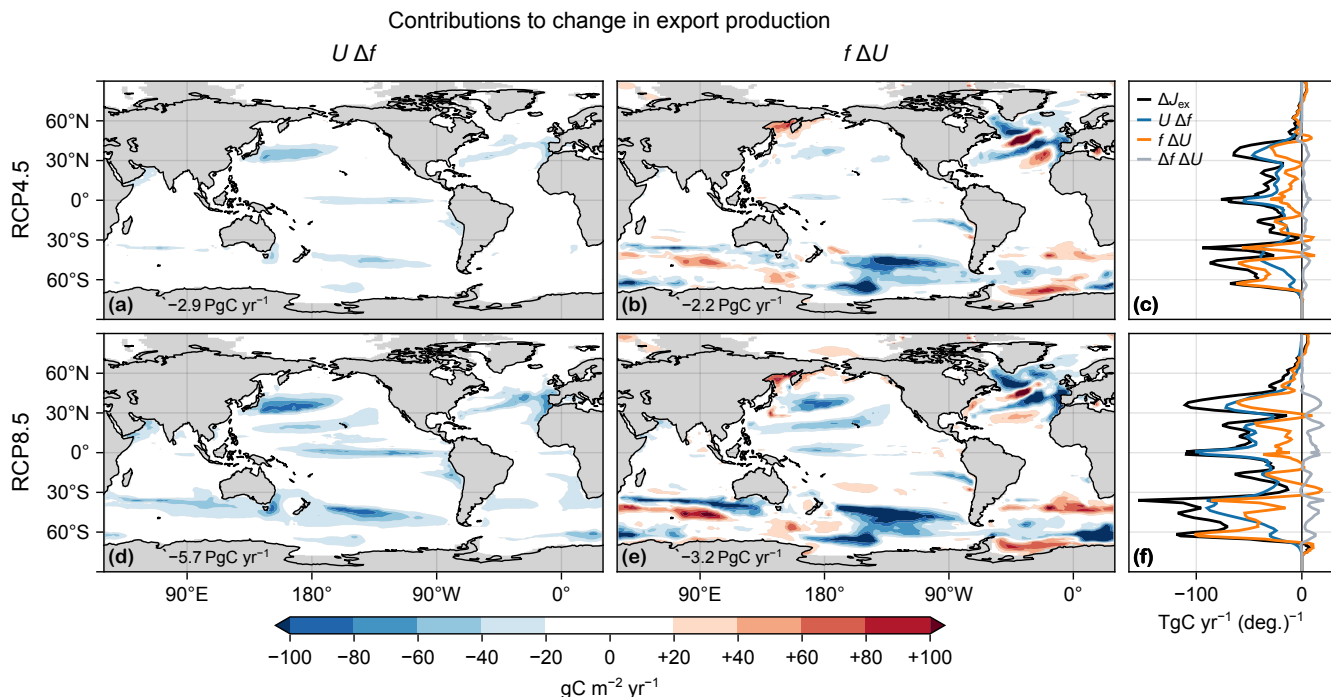 Contributions to change in export production
U Δf
f ΔU
RCP4.5
60°N
30°N
0°
30°S
60°S
(a)
−2.9 PgC yr⁻¹
(b)
−2.2 PgC yr⁻¹
ΔJex
U Δf
f ΔU
Δf ΔU
(c)
RCP8.5
60°N
30°N
0°
30°S
60°S
(d)
−5.7 PgC yr⁻¹
(e)
−3.2 PgC yr⁻¹
(f)
90°E 180° 90°W 0°
90°E 180° 90°W 0°
−100 0
TgC yr⁻¹ (deg.)⁻¹
−100 −80 −60 −40 −20 0 +20 +40 +60 +80 +100
gC m⁻² yr⁻¹